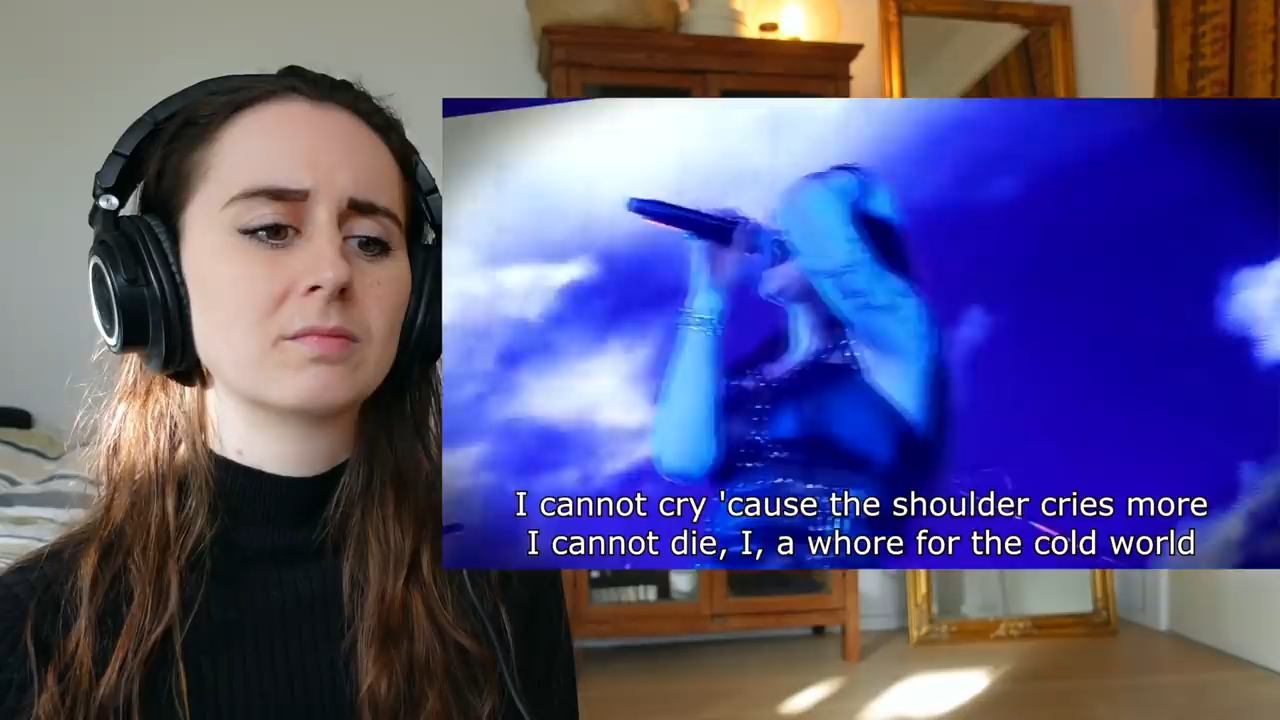 I cannot cry 'cause the shoulder cries more
I cannot die, I, a whore for the cold world